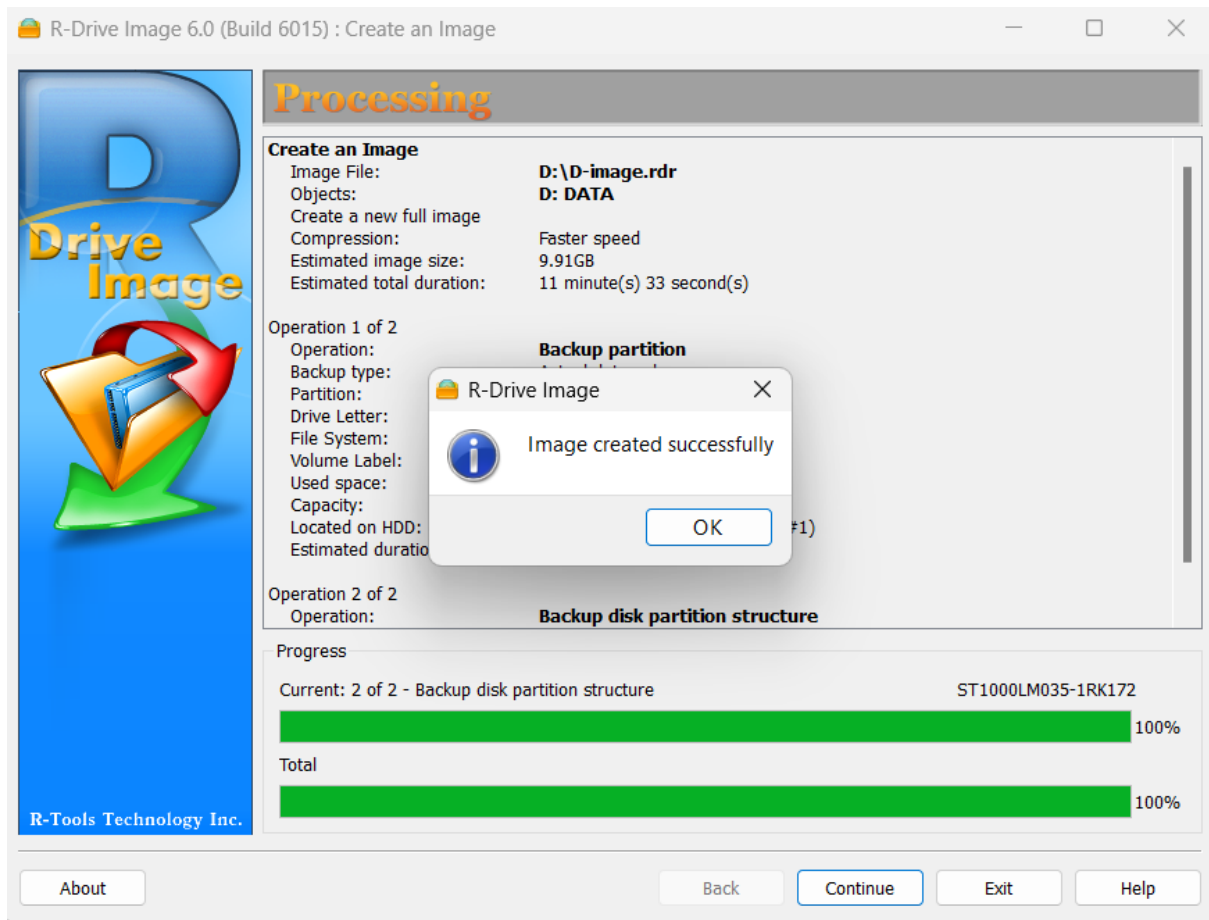 R-Drive Image 6.0 (Build 6015) : Create an Image
D
Drive
Image
R-Tools Technology Inc.
Processing
Create an Image
Image File: D:\D-image.rdr
Objects: D: DATA
Create a new full image
Compression: Faster speed
Estimated image size: 9.91GB
Estimated total duration: 11 minute(s) 33 second(s)
Operation 1 of 2
Operation: Backup partition
Backup type:
Partition:
Drive Letter:
File System:
Volume Label:
Used space:
Capacity:
Located on HDD: #1)
Estimated duratio
Operation 2 of 2
Operation: Backup disk partition structure
R-Drive Image
Image created successfully
OK
Progress
Current: 2 of 2 - Backup disk partition structure ST1000LM035-1RK172
100%
Total
100%
About Back Continue Exit Help